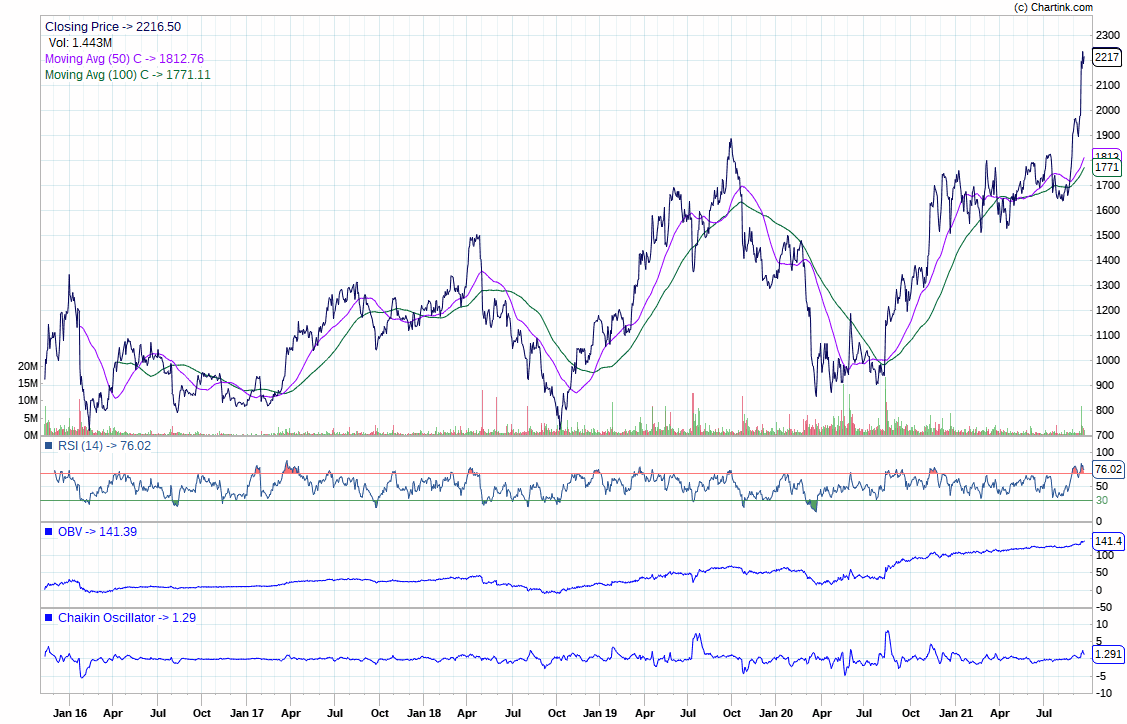 (c) Chartink.com
Closing Price -> 2216.50
Vol: 1.443M
Moving Avg (50) C -> 1812.76
Moving Avg (100) C -> 1771.11
2300
2217
2100
2000
1900
1813
1771
1700
1600
1500
1400
1300
1200
1100
1000
900
800
700
20M
15M
10M
5M
0M
RSI (14) -> 76.02
100
76.02
50
30
0
OBV -> 141.39
141.4
100
50
0
-50
Chaikin Oscillator -> 1.29
10
5
1.291
-5
-10
Jan 16 Apr Jul Oct Jan 17 Apr Jul Oct Jan 18 Apr Jul Oct Jan 19 Apr Jul Oct Jan 20 Apr Jul Oct Jan 21 Apr Jul